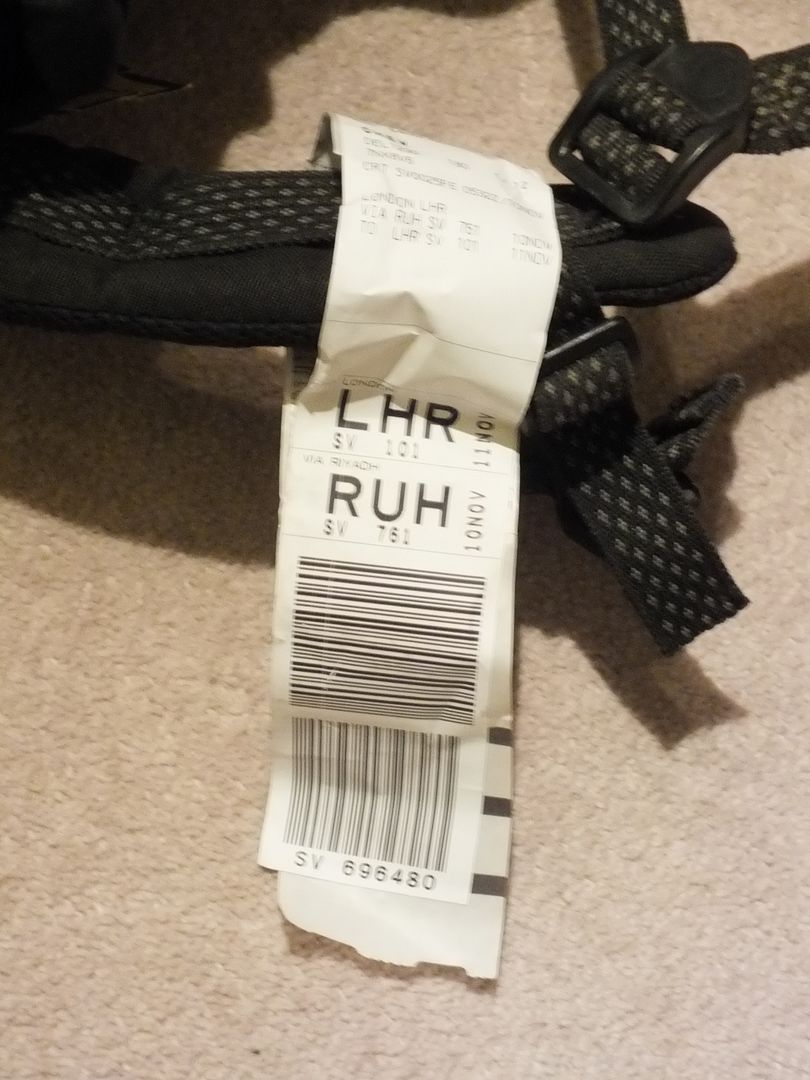 LONDON LHR
VIA RUH SV 761 10NOV
TO LHR SV 101 11NOV
LONDON
LHR
SV 101
11NOV
VIA RIYADH
RUH
SV 761
10NOV
SV 696480